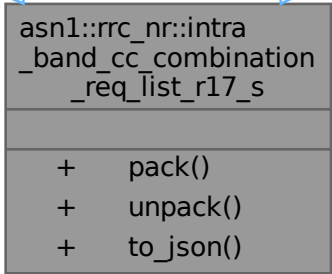 asn1::rrc_nr::intra
_band_cc_combination
_req_list_r17_s
+ pack()
+ unpack()
+ to_json()